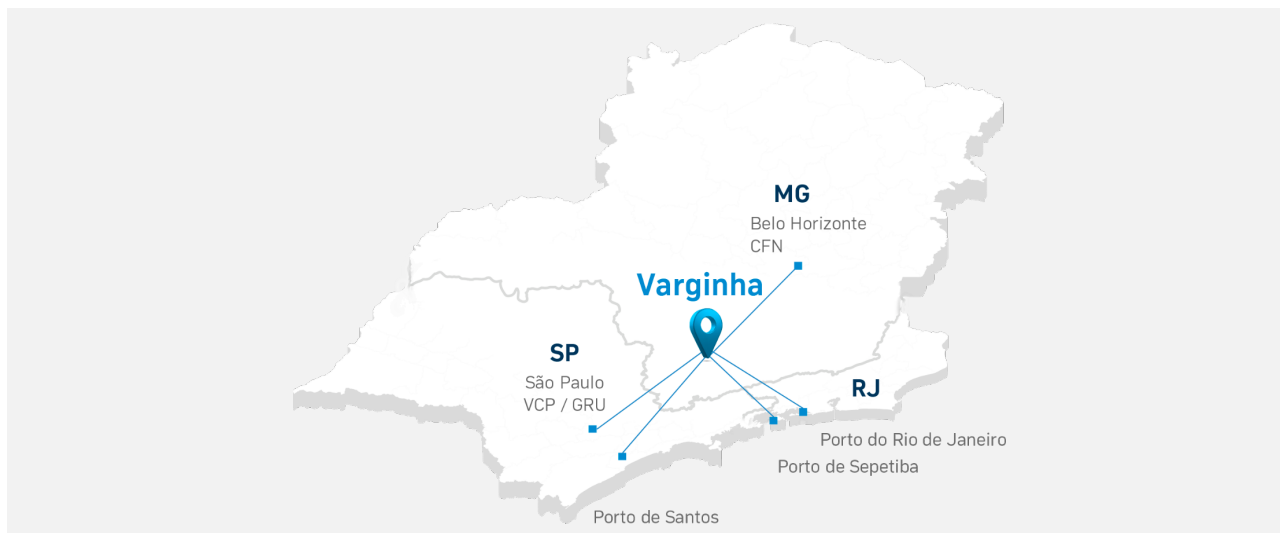 MG
Belo Horizonte
CFN
Varginha
SP
São Paulo
VCP / GRU
RJ
Porto do Rio de Janeiro
Porto de Sepetiba
Porto de Santos